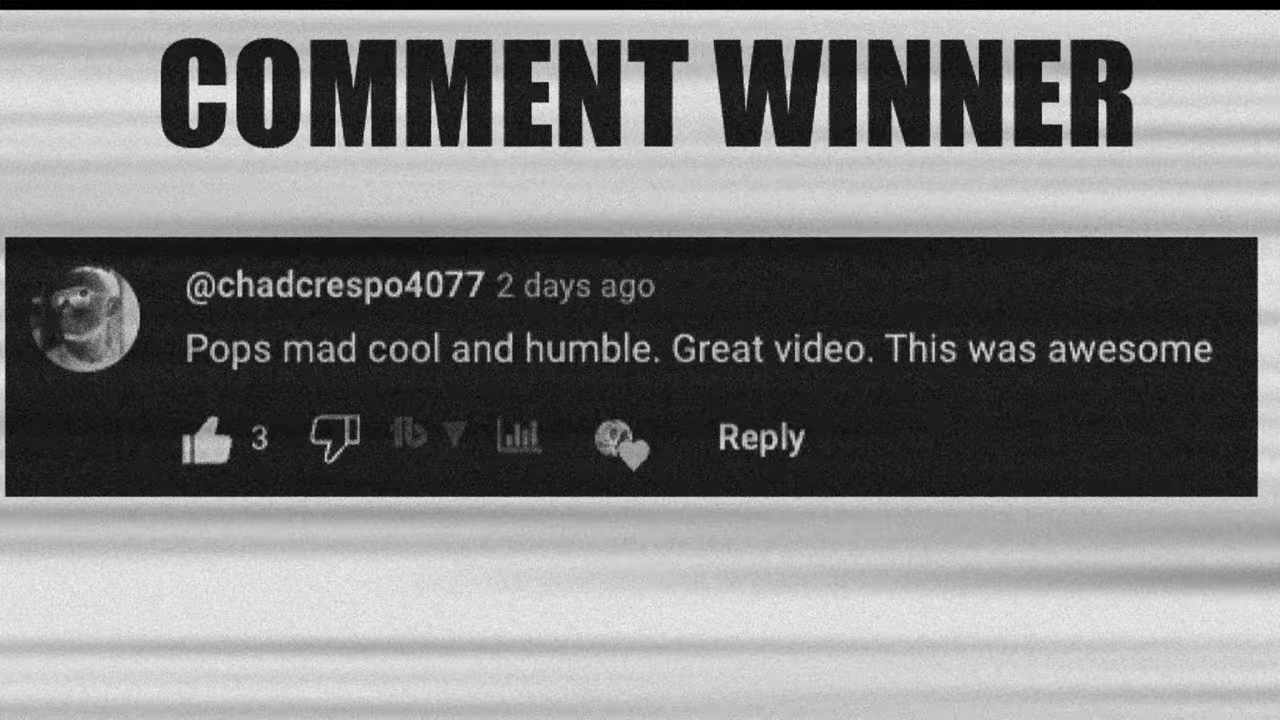 COMMENT WINNER
@chadcrespo4077 2 days ago
Pops mad cool and humble. Great video. This was awesome
3
Reply